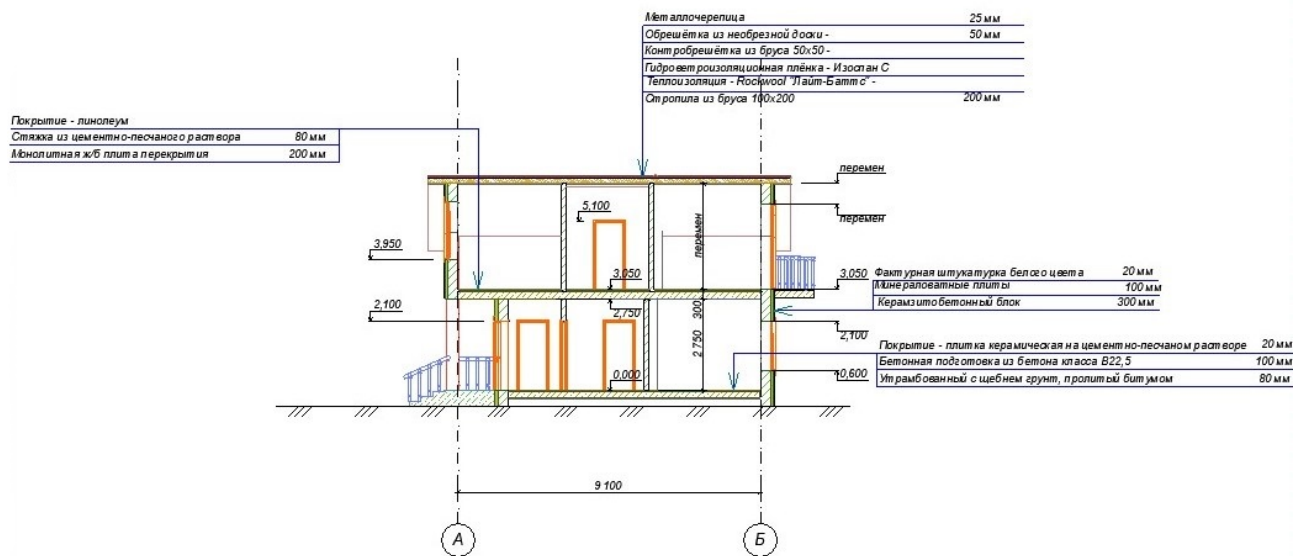 Металлочерепица 25 мм
Обрешётка из необрезной доски - 50 мм
Контробрешётка из бруса 50х50 -
Гидроветроизоляционная плёнка - Изоспан С
Теплоизоляция - Rockwool "Лайт-Баттс" -
Стропила из бруса 100х200 200 мм
Покрытие - линолеум
Стяжка из цементно-песчаного раствора 80 мм
Монолитная ж/б плита перекрытия 200 мм
перемен
5,100
перемен
перемен
3,950
3,050
3,050
Фактурная штукатурка белого цвета 20 мм
Минераловатные плиты 100 мм
Керамзитобетонный блок 300 мм
2,100
2,750
300
2,100
2 750
Покрытие - плитка керамическая на цементно-песчаном растворе 20 мм
Бетонная подготовка из бетона класса В22,5 100 мм
Утрамбованный с щебнем грунт, пролитый битумом 80 мм
0,000
0,600
9 100
А
Б